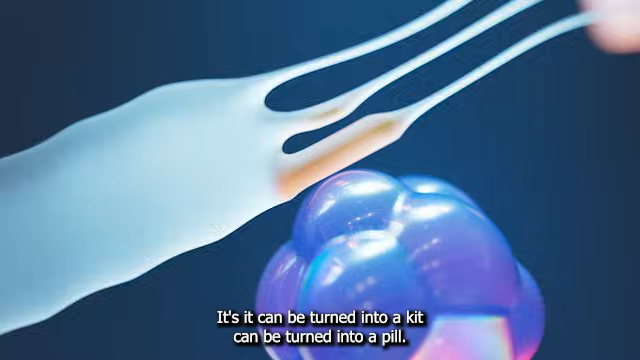 It's it can be turned into a kit
can be turned into a pill.